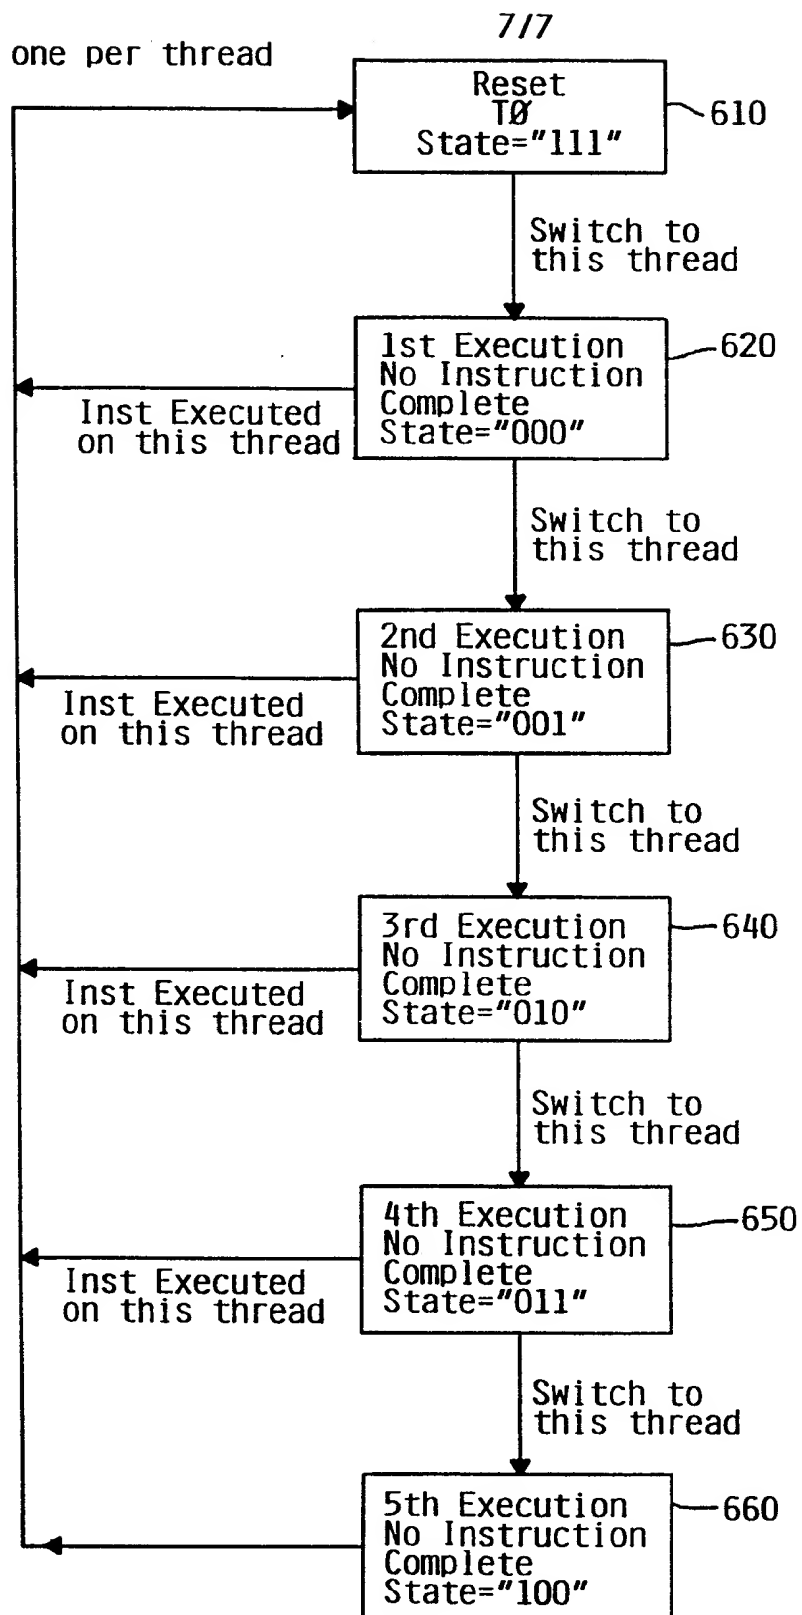 7/7
one per thread
Reset
TØ
State="111"
610
Switch to
this thread
1st Execution
No Instruction
Complete
State="000"
620
Inst Executed
on this thread
Switch to
this thread
2nd Execution
No Instruction
Complete
State="001"
630
Inst Executed
on this thread
Switch to
this thread
3rd Execution
No Instruction
Complete
State="010"
640
Inst Executed
on this thread
Switch to
this thread
4th Execution
No Instruction
Complete
State="011"
650
Inst Executed
on this thread
Switch to
this thread
5th Execution
No Instruction
Complete
State="100"
660